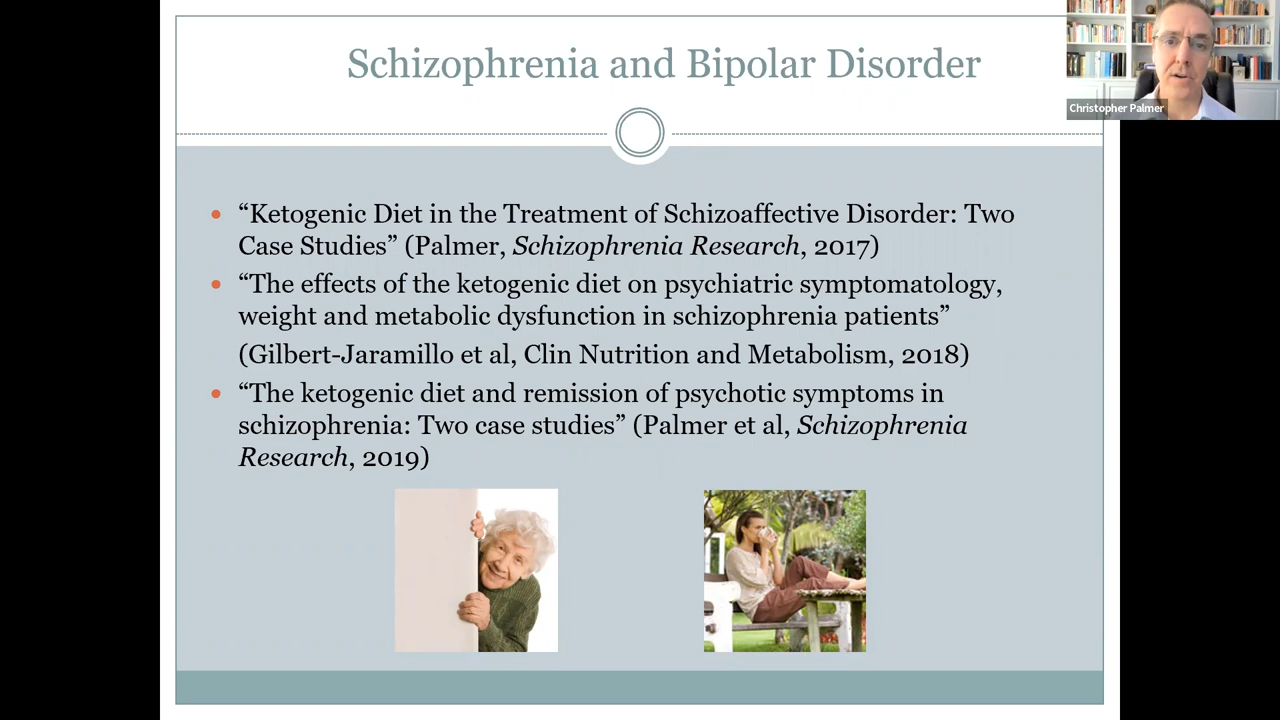 Schizophrenia and Bipolar Disorder
Christopher Palmer
• “Ketogenic Diet in the Treatment of Schizoaffective Disorder: Two
Case Studies” (Palmer, Schizophrenia Research, 2017)
• “The effects of the ketogenic diet on psychiatric symptomatology,
weight and metabolic dysfunction in schizophrenia patients”
(Gilbert-Jaramillo et al, Clin Nutrition and Metabolism, 2018)
• “The ketogenic diet and remission of psychotic symptoms in
schizophrenia: Two case studies” (Palmer et al, Schizophrenia
Research, 2019)